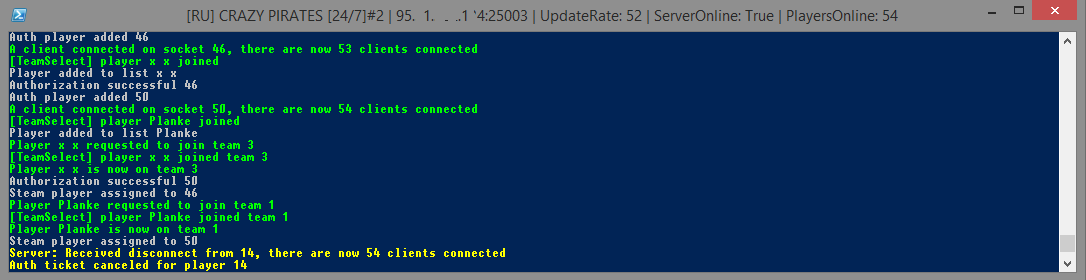 [RU] CRAZY PIRATES [24/7]#2 | 95. 1. . .1 '4:25003 | UpdateRate: 52 | ServerOnline: True | PlayersOnline: 54
Auth player added 46
A client connected on socket 46, there are now 53 clients connected
[TeamSelect] player x x joined
Player added to list x x
Authorization successful 46
Auth player added 50
A client connected on socket 50, there are now 54 clients connected
[TeamSelect] player Planke joined
Player added to list Planke
Player x x requested to join team 3
[TeamSelect] player x x joined team 3
Player x x is now on team 3
Authorization successful 50
Steam player assigned to 46
Player Planke requested to join team 1
[TeamSelect] player Planke joined team 1
Player Planke is now on team 1
Steam player assigned to 50
Server: Received disconnect from 14, there are now 54 clients connected
Auth ticket canceled for player 14